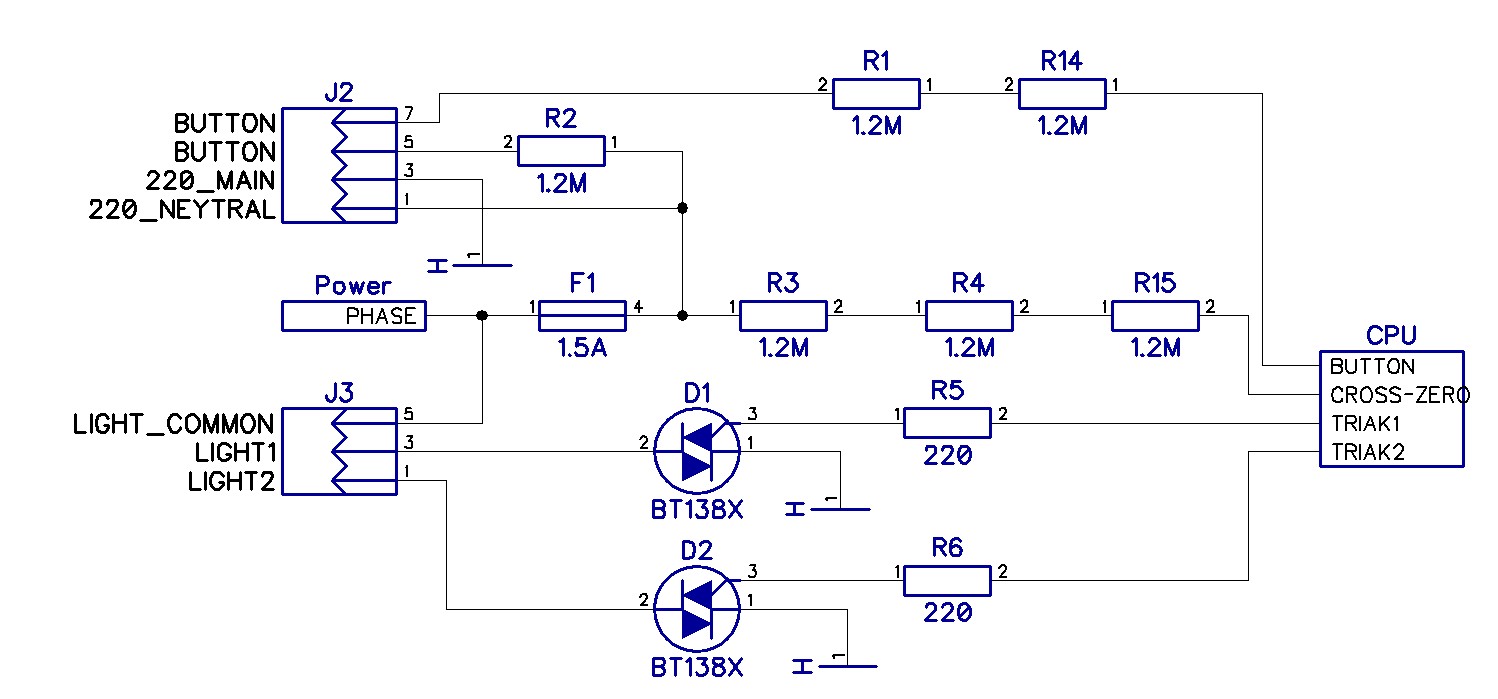 R1
R14
2
1
2
1
1.2M
1.2M
J2
BUTTON
7
BUTTON
5
220_MAIN
3
220_NEYTRAL
1
R2
2
1
1.2M
H
1
Power
PHASE
F1
1
4
1.5A
R3
1
2
1.2M
R4
1
2
1.2M
R15
1
2
1.2M
CPU
BUTTON
CROSS-ZERO
TRIAK1
TRIAK2
J3
LIGHT_COMMON
5
LIGHT1
3
LIGHT2
1
D1
3
2
1
BT138X
R5
1
2
220
H
1
D2
3
2
1
BT138X
R6
1
2
220
H
1